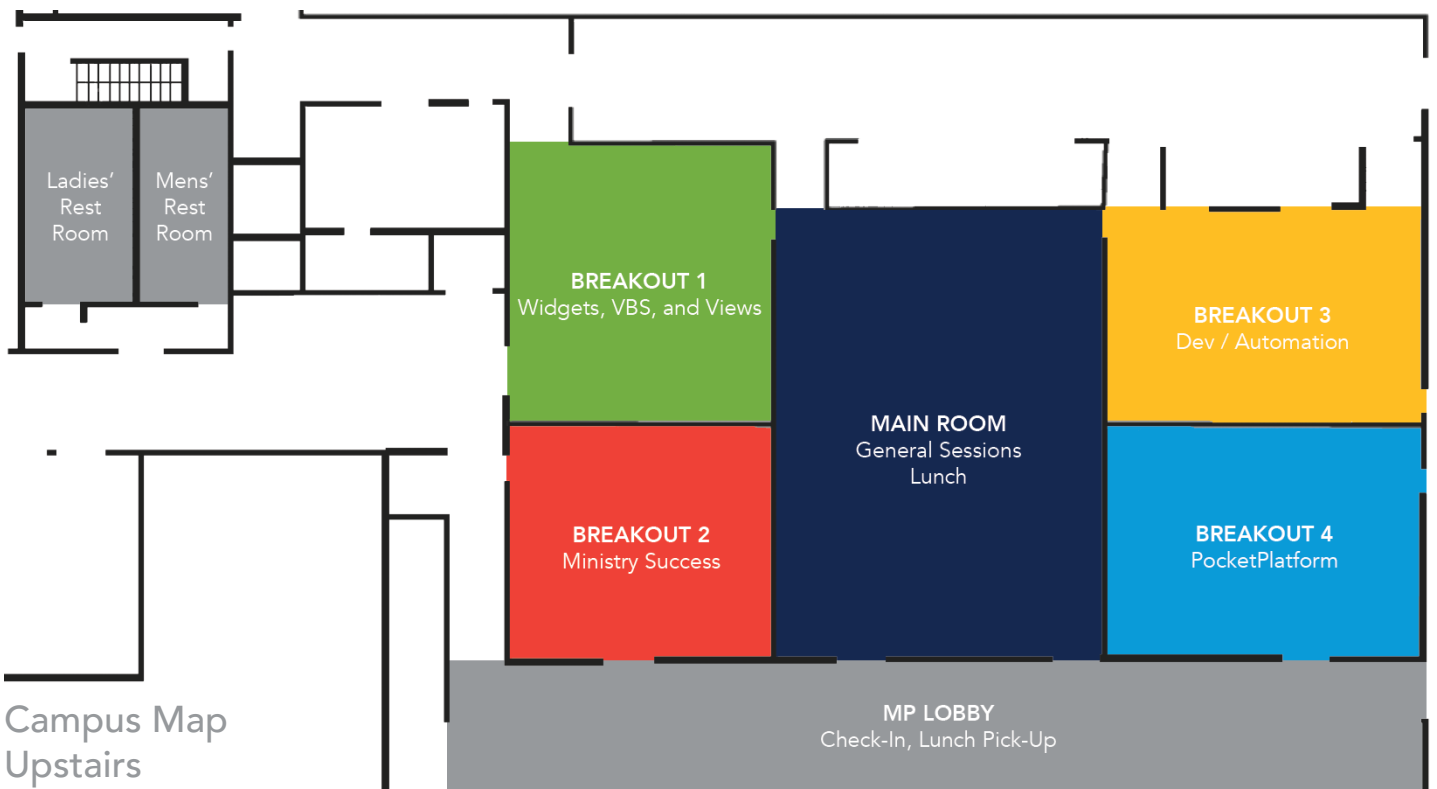 Ladies’
Rest
Room
Mens’
Rest
Room
BREAKOUT 1
Widgets, VBS, and Views
BREAKOUT 2
Ministry Success
MAIN ROOM
General Sessions
Lunch
BREAKOUT 3
Dev / Automation
BREAKOUT 4
PocketPlatform
MP LOBBY
Check-In, Lunch Pick-Up
Campus Map
Upstairs